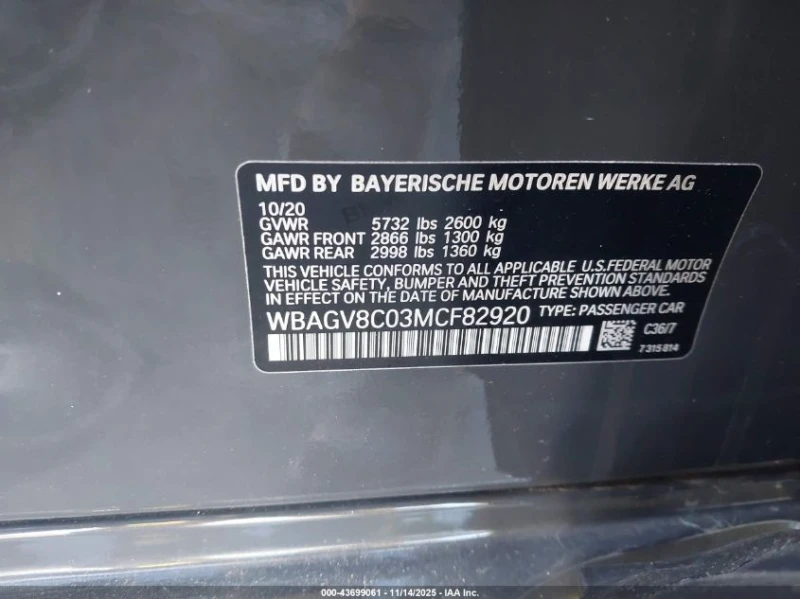 MFD BY BAYERISCHE MOTOREN WERKE AG
10/20
GVWR 5732 lbs 2600 kg
GAWR FRONT 2866 lbs 1300 kg
GAWR REAR 2998 lbs 1360 kg
THIS VEHICLE CONFORMS TO ALL APPLICABLE U.S.FEDERAL MOTOR
VEHICLE SAFETY, BUMPER AND THEFT PREVENTION STANDARDS
IN EFFECT ON THE DATE OF MANUFACTURE SHOWN ABOVE.
WBAGV8C03MCF82920 TYPE: PASSENGER CAR
C36/7
7 315 814
000-43699061 - 11/14/2025 - IAA Inc.